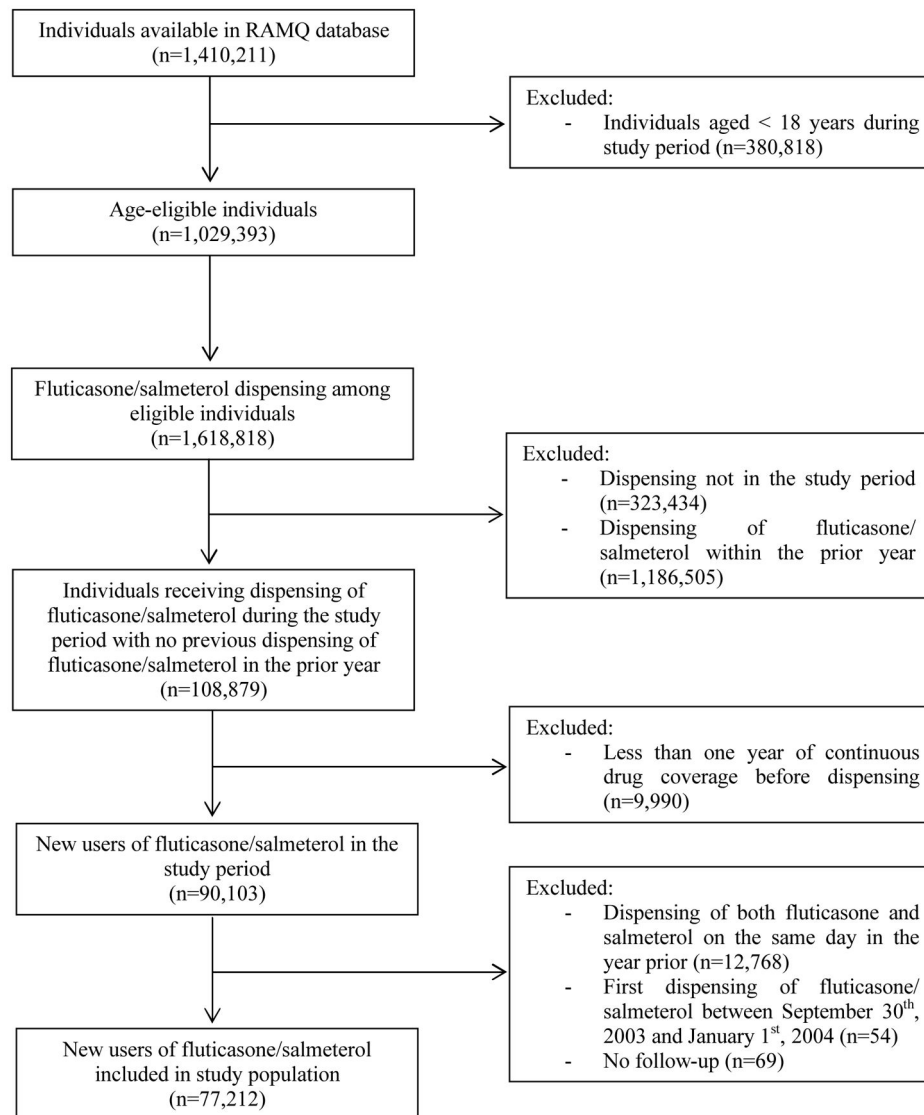 Individuals available in RAMQ database
(n=1,410,211)
Excluded:
- Individuals aged < 18 years during
study period (n=380,818)
Age-eligible individuals
(n=1,029,393)
Fluticasone/salmeterol dispensing among
eligible individuals
(n=1,618,818)
Excluded:
- Dispensing not in the study period
(n=323,434)
- Dispensing of fluticasone/
salmeterol within the prior year
(n=1,186,505)
Individuals receiving dispensing of
fluticasone/salmeterol during the study
period with no previous dispensing of
fluticasone/salmeterol in the prior year
(n=108,879)
Excluded:
- Less than one year of continuous
drug coverage before dispensing
(n=9,990)
New users of fluticasone/salmeterol in the
study period
(n=90,103)
Excluded:
- Dispensing of both fluticasone and
salmeterol on the same day in the
year prior (n=12,768)
- First dispensing of fluticasone/
salmeterol between September 30th,
2003 and January 1st, 2004 (n=54)
- No follow-up (n=69)
New users of fluticasone/salmeterol
included in study population
(n=77,212)